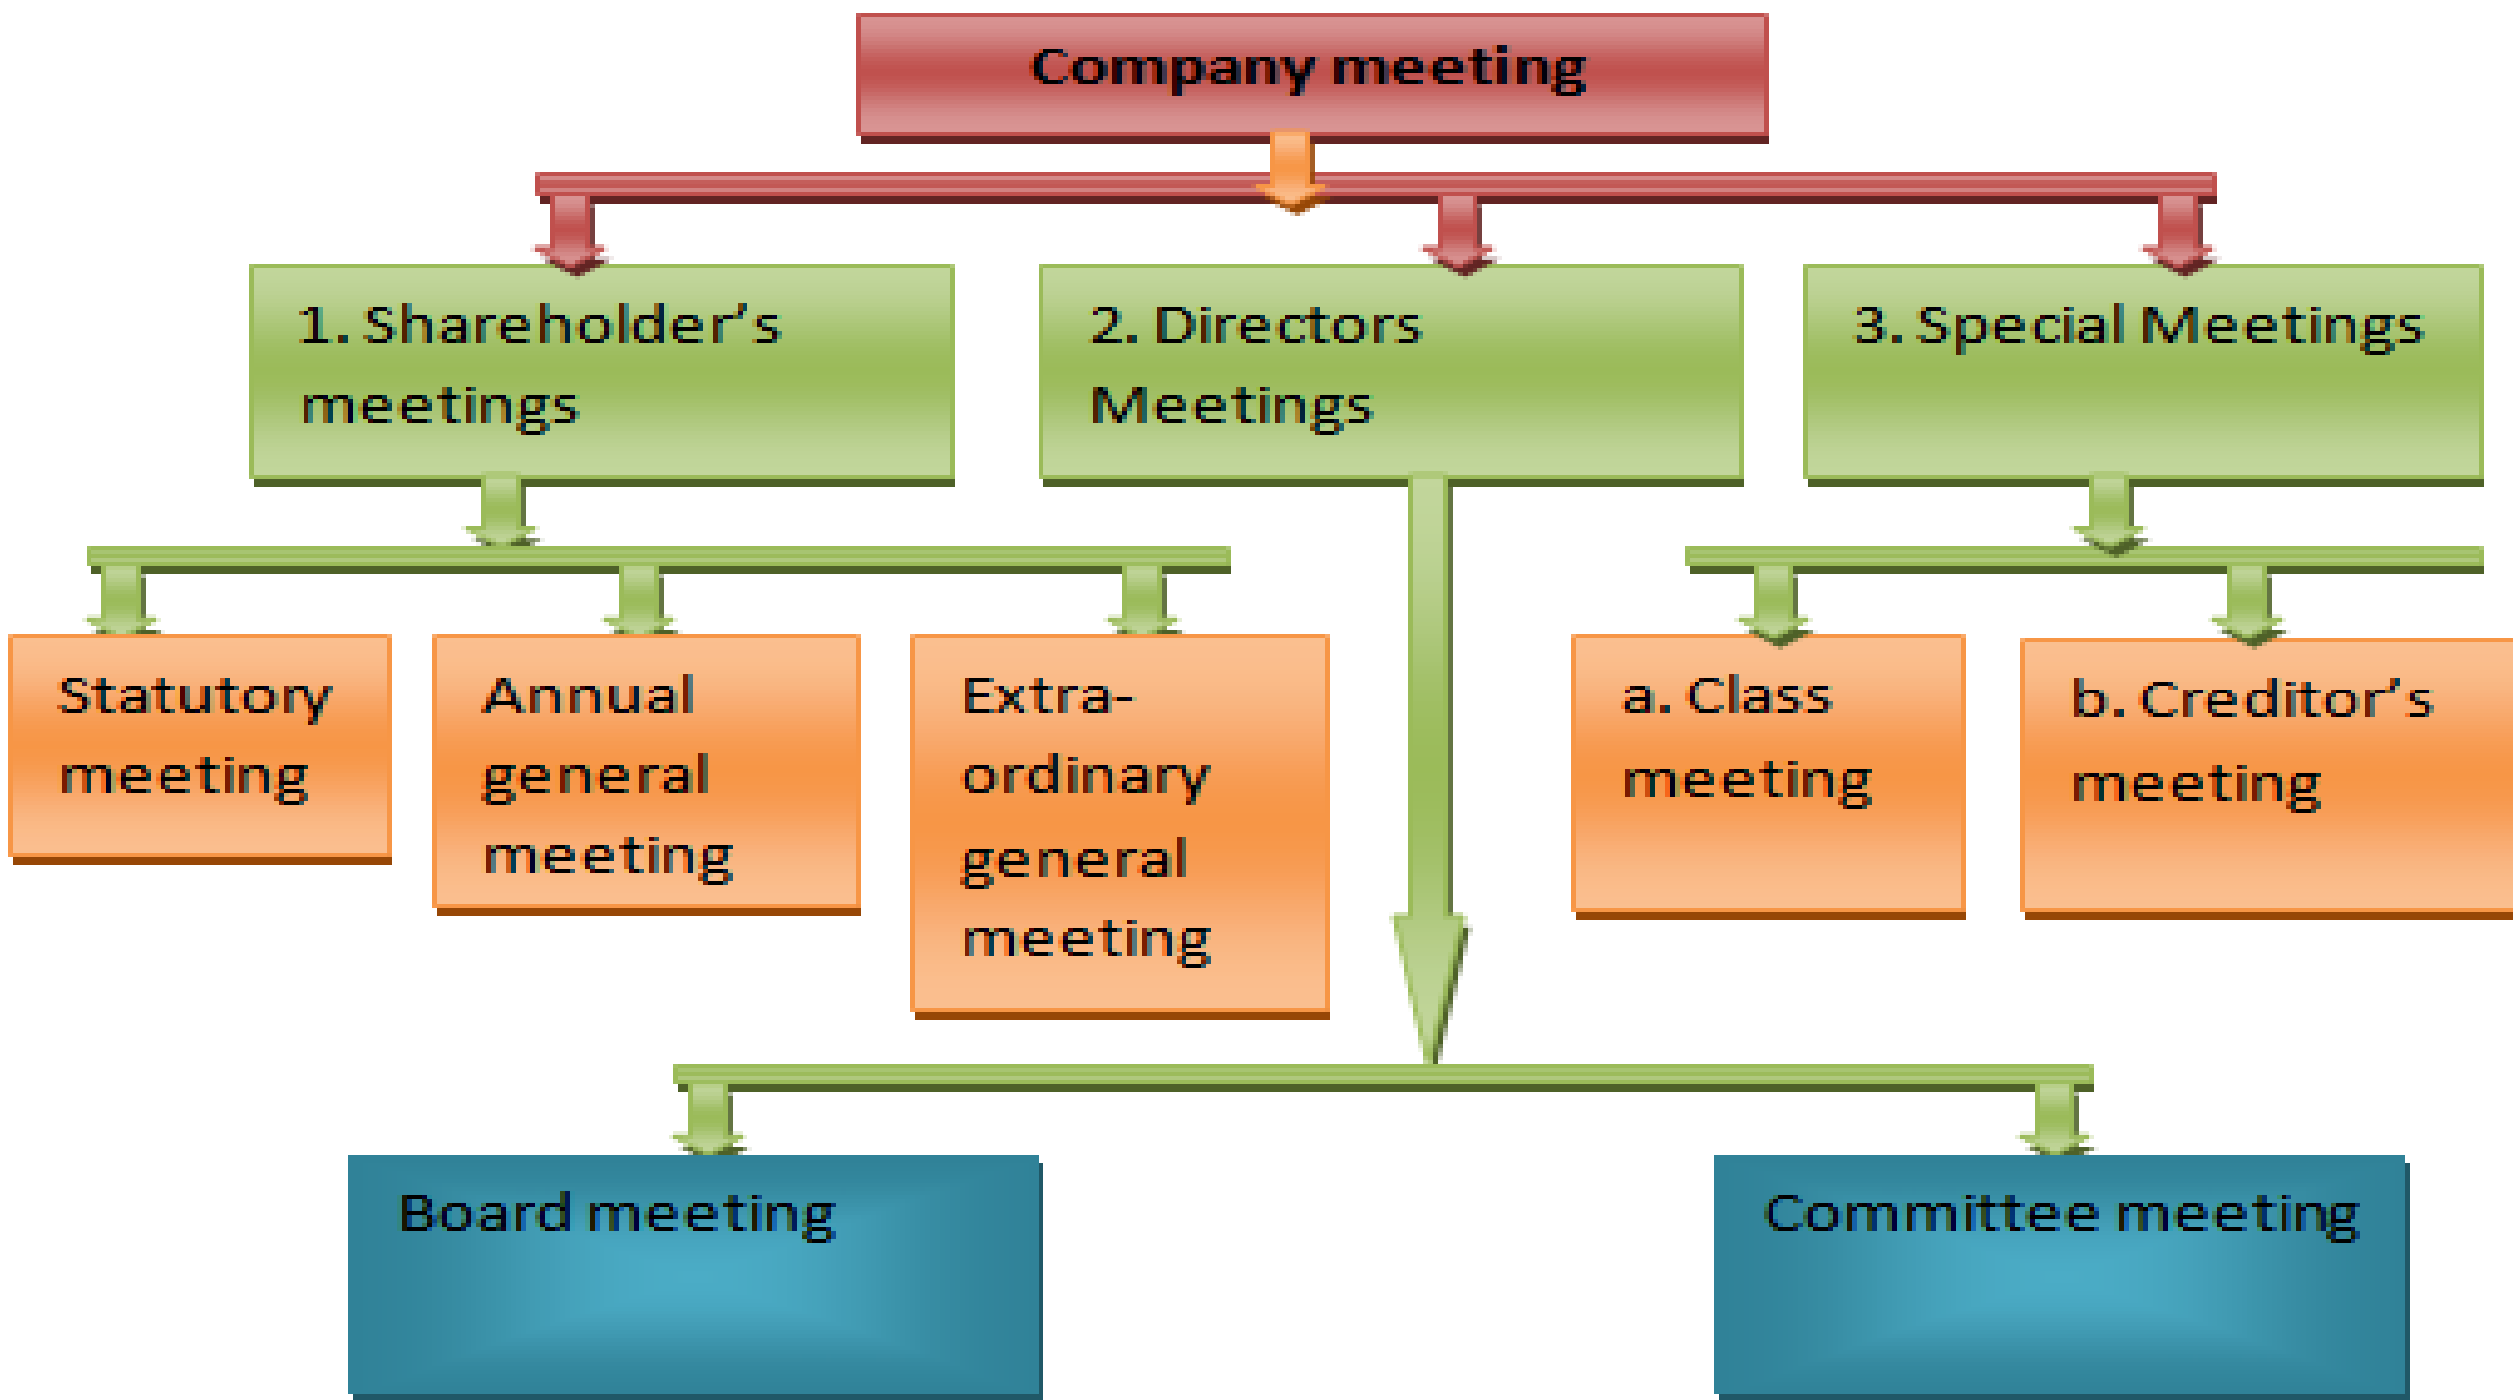 Company meeting
1. Shareholder’s
meetings
2. Directors
Meetings
3. Special Meetings
Statutory
meeting
Annual
general
meeting
Extra-
ordinary
general
meeting
a. Class
meeting
b. Creditor’s
meeting
Board meeting
Committee meeting